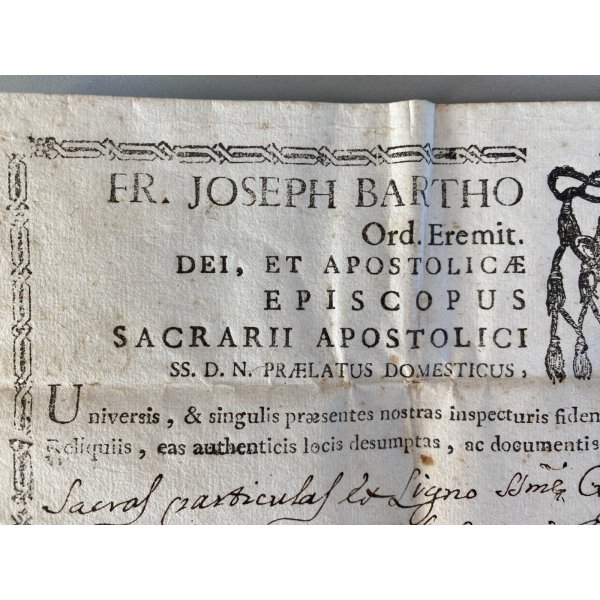 FR. JOSEPH BARTHO
Ord. Eremit.
DEI, ET APOSTOLICÆ
EPISCOPUS
SACRARII APOSTOLICI
SS. D. N. PRÆLATUS DOMESTICUS,
Universis, & singulis præsentes nostras inspecturis fidem
Reliquiis, eas authenticis locis desumptas, ac documentis
Sacras particulas ex Ligno SSmę